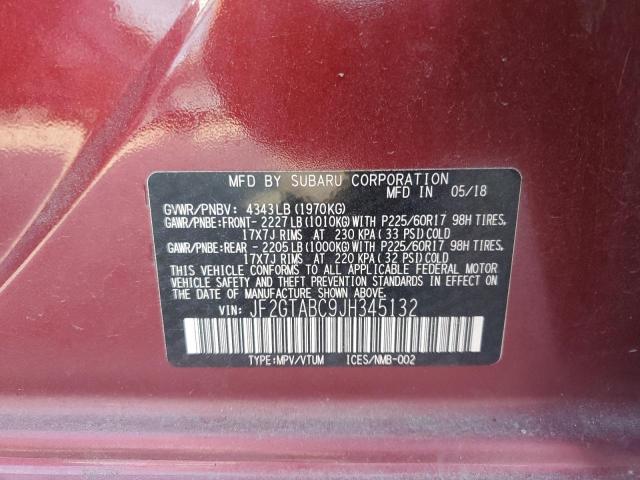 MFD BY SUBARU CORPORATION
MFD IN 05/18
GVWR/PNBV: 4343LB(1970KG)
GAWR/PNBE:FRONT-2227LB(1010KG)WITH P225/60R17 98H TIRES,
17X7J RIMS AT 230 KPA (33 PSI)COLD
GAWR/PNBE:REAR -2205LB(1000KG)WITH P225/60R17 98H TIRES,
17X7J RIMS AT 220 KPA (32 PSI)COLD
THIS VEHICLE CONFORMS TO ALL APPLICABLE FEDERAL MOTOR
VEHICLE SAFETY AND THEFT PREVENTION STANDARDS IN EFFECT
ON THE DATE OF MANUFACTURE SHOWN ABOVE.
VIN: JF2GTABC9JH345132
TYPE:MPV/VTUM ICES/NMB-002